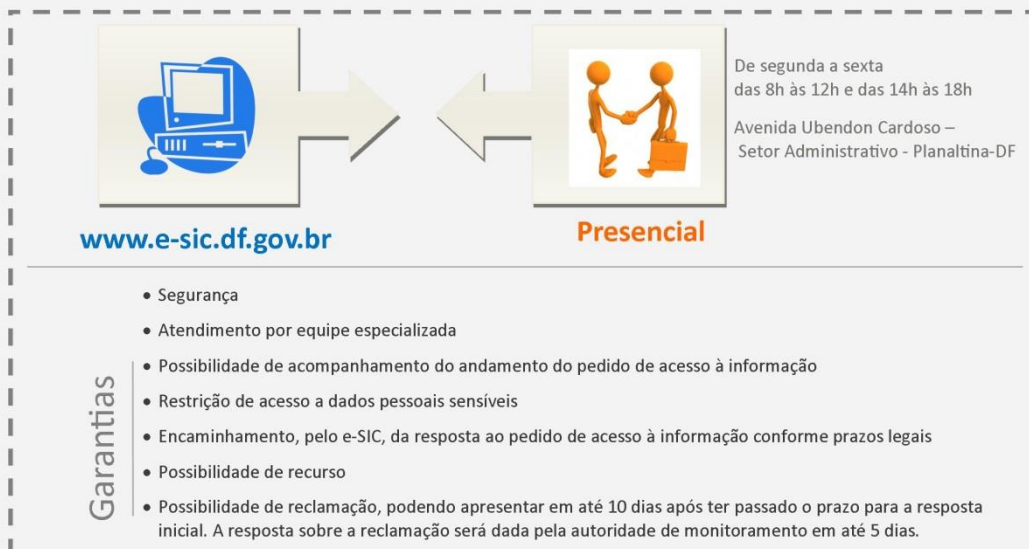 De segunda a sexta
das 8h às 12h e das 14h às 18h
Avenida Ubendon Cardoso –
Setor Administrativo - Planaltina-DF
www.e-sic.df.gov.br
Presencial
Garantias
• Segurança
• Atendimento por equipe especializada
• Possibilidade de acompanhamento do andamento do pedido de acesso à informação
• Restrição de acesso a dados pessoais sensíveis
• Encaminhamento, pelo e-SIC, da resposta ao pedido de acesso à informação conforme prazos legais
• Possibilidade de recurso
• Possibilidade de reclamação, podendo apresentar em até 10 dias após ter passado o prazo para a resposta
inicial. A resposta sobre a reclamação será dada pela autoridade de monitoramento em até 5 dias.